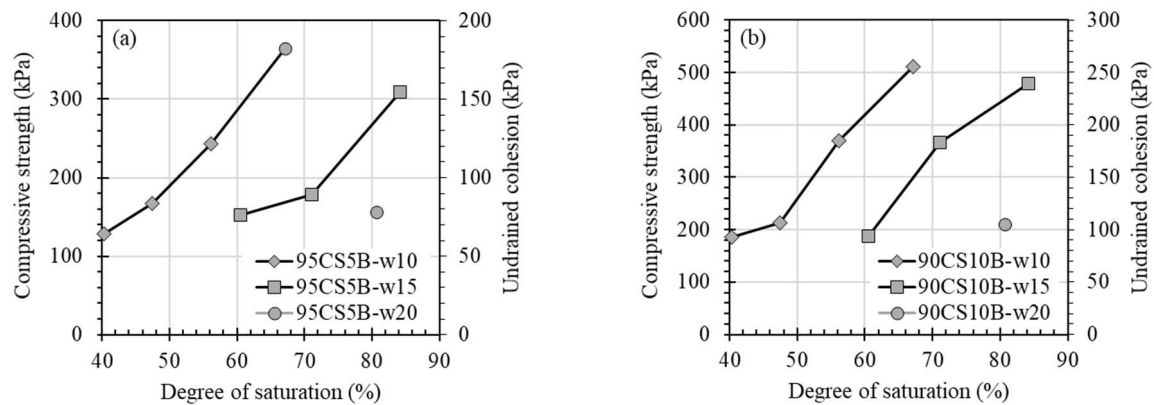 (a)
Compressive strength (kPa)
400
300
200
100
0
95CS5B-w10
95CS5B-w15
95CS5B-w20
200
150
100
50
0
Undrained cohesion (kPa)
40 50 60 70 80 90
Degree of saturation (%)
(b)
Compressive strength (kPa)
600
500
400
300
200
100
0
90CS10B-w10
90CS10B-w15
90CS10B-w20
300
250
200
150
100
50
0
Undrained cohesion (kPa)
40 50 60 70 80 90
Degree of saturation (%)